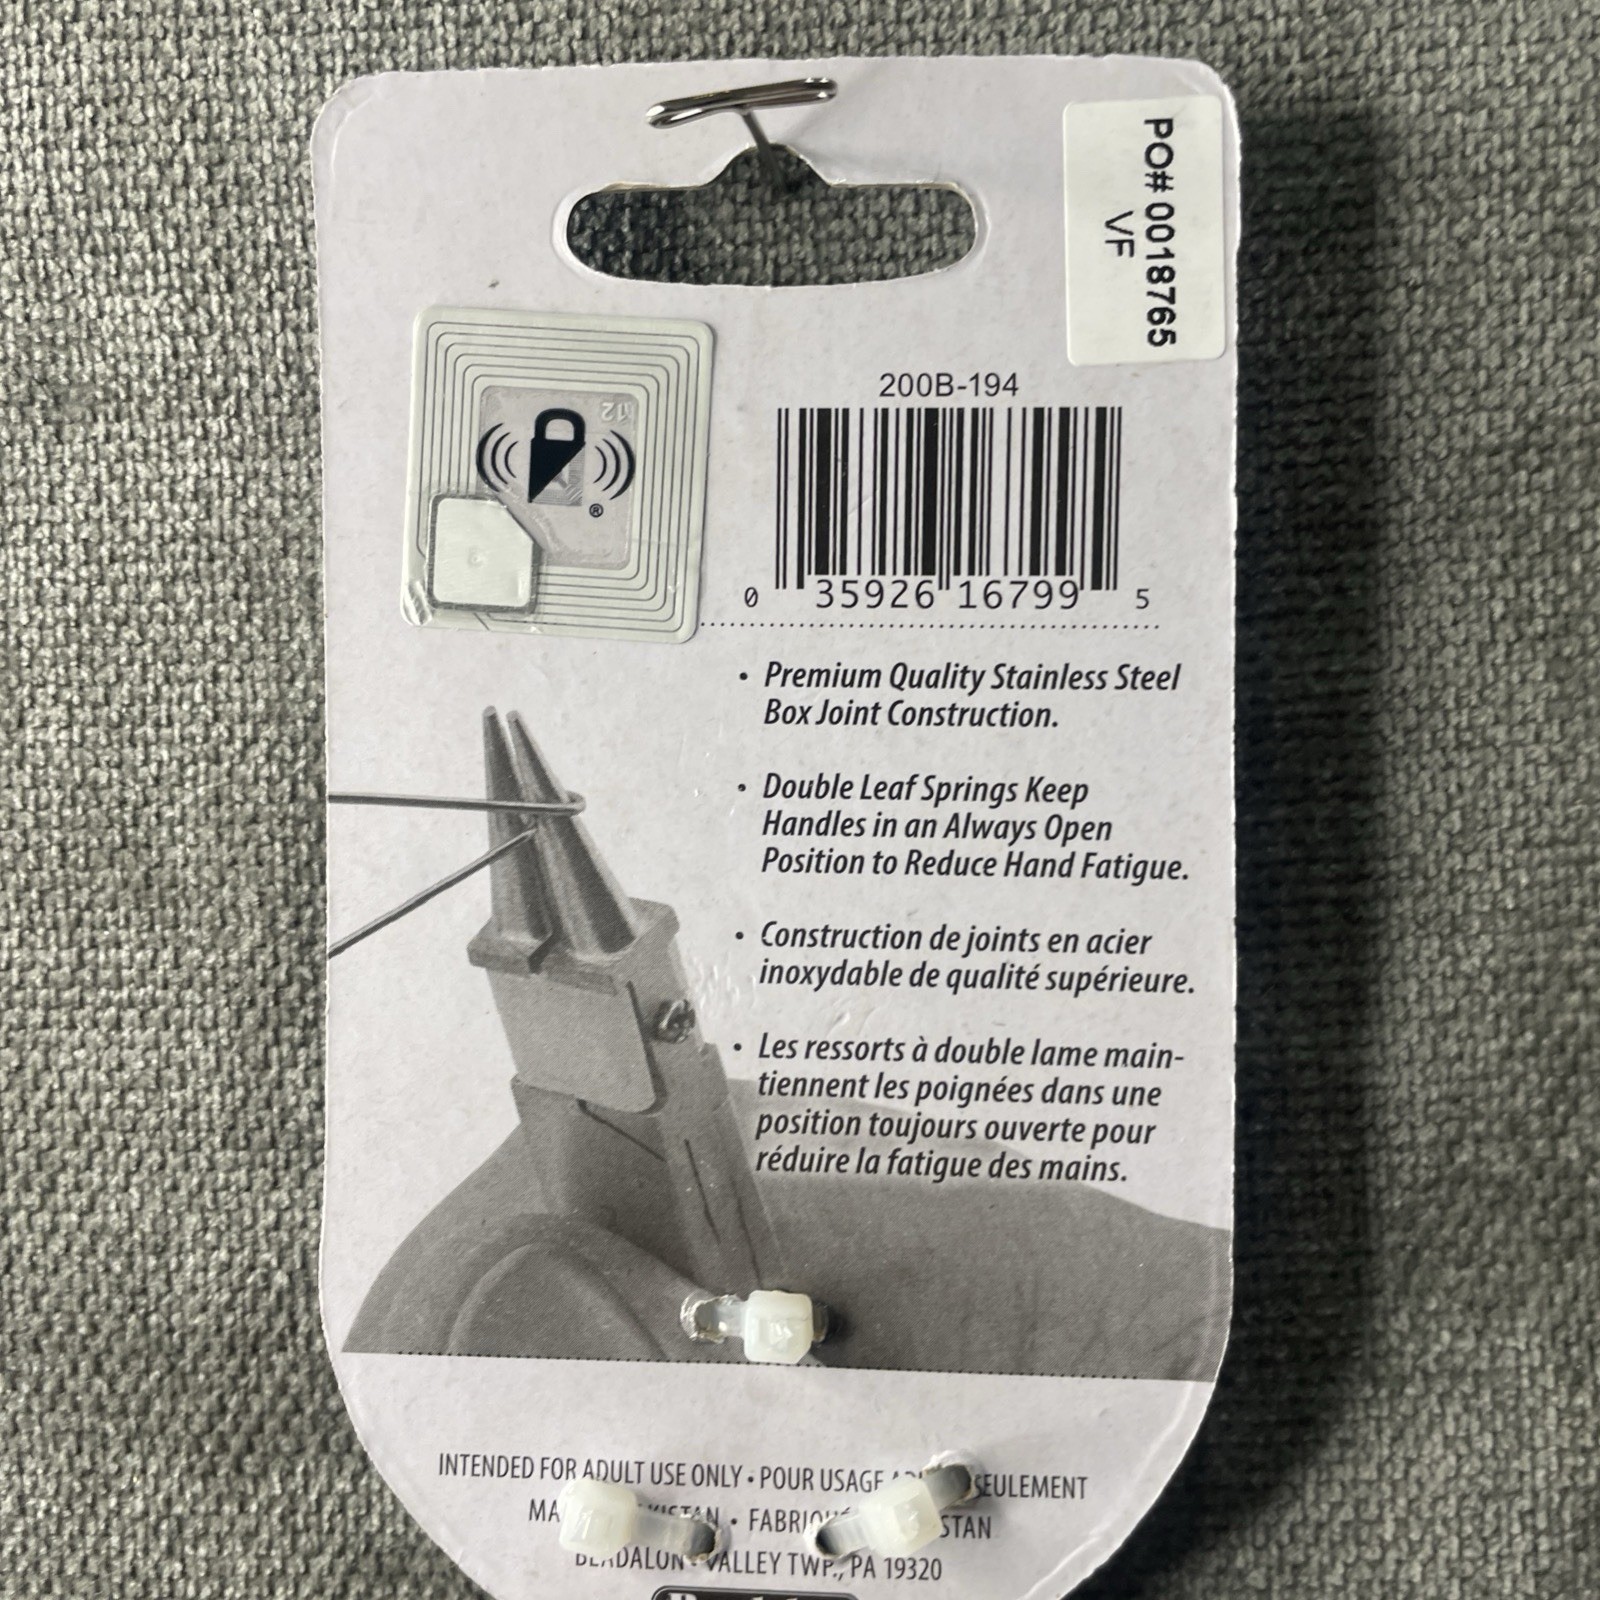 PO# 0018765
VF
M2
®
200B-194
0 35926 16799 5
• Premium Quality Stainless Steel
Box Joint Construction.
• Double Leaf Springs Keep
Handles in an Always Open
Position to Reduce Hand Fatigue.
• Construction de joints en acier
inoxydable de qualité supérieure.
• Les ressorts à double lame main-
tiennent les poignées dans une
position toujours ouverte pour
réduire la fatigue des mains.
INTENDED FOR ADULT USE ONLY • POUR USAGE SEULEMENT
• FABRIQUÉ
BEADALON • VALLEY TWP., PA 19320